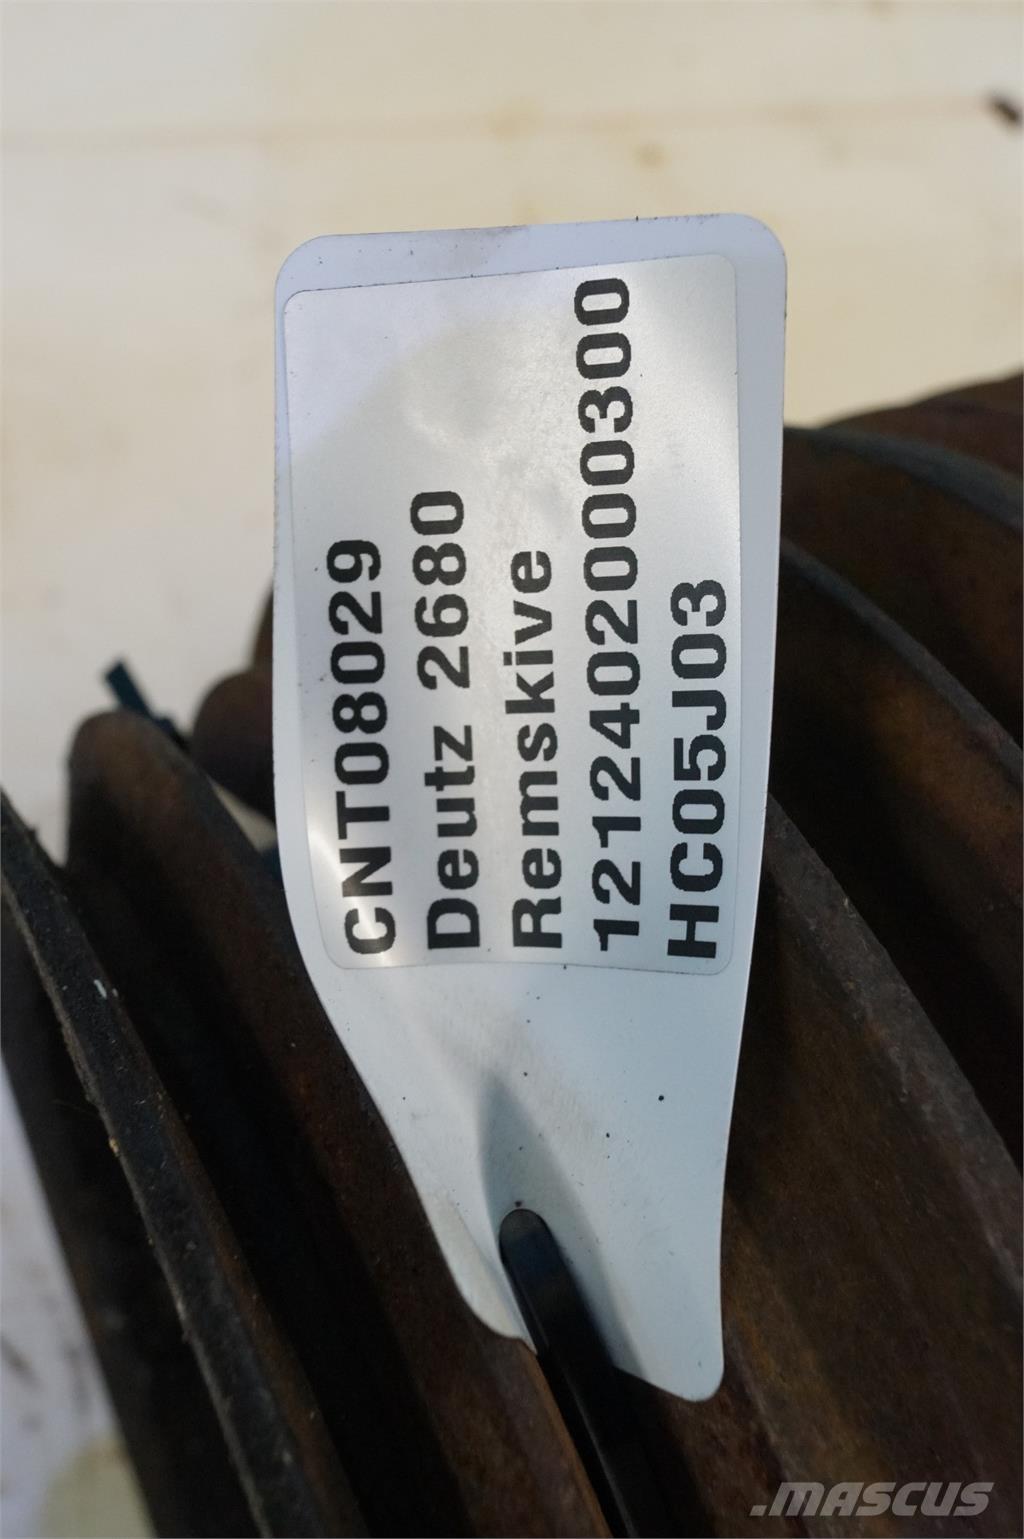 CNT08029
Deutz 2680
Remskive
1212402000300
HC05J03
.MASCUS